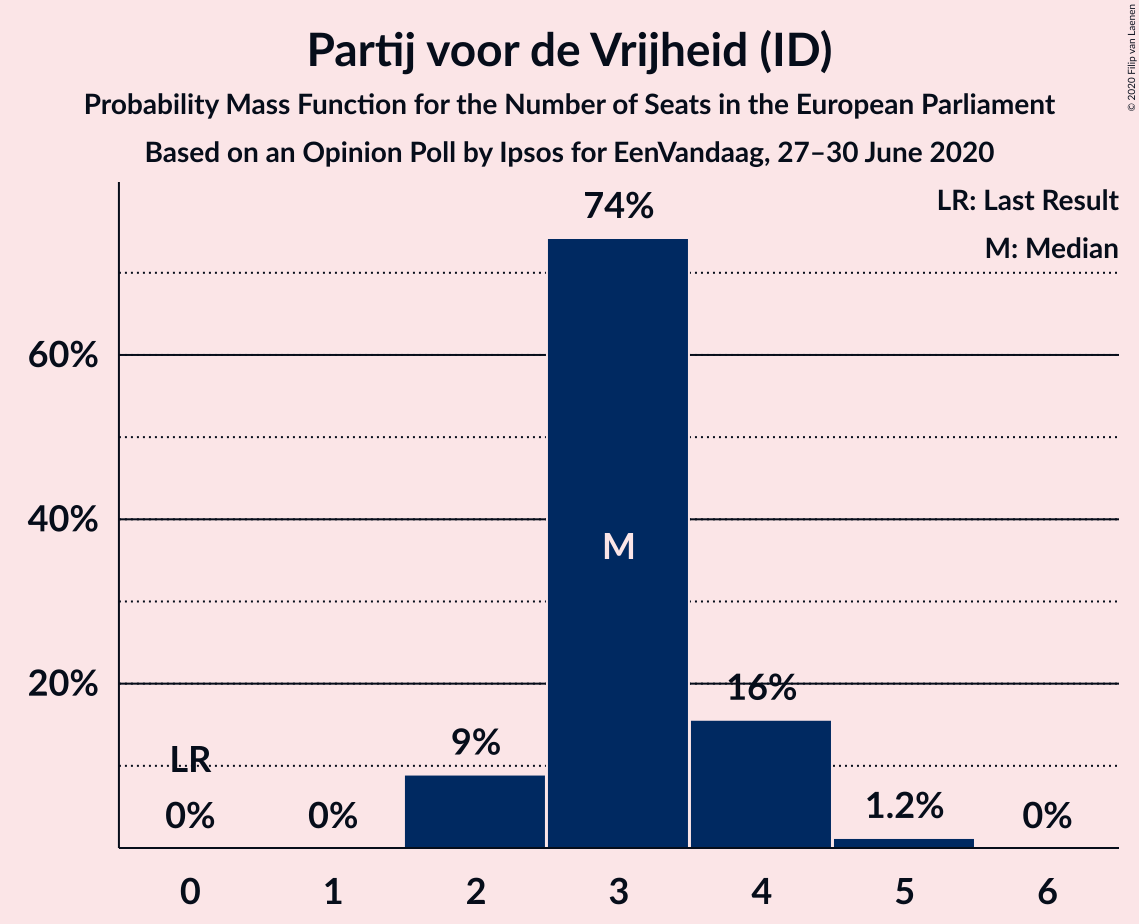 Partij voor de Vrijheid (ID)
Probability Mass Function for the Number of Seats in the European Parliament
Based on an Opinion Poll by Ipsos for EenVandaag, 27–30 June 2020
© 2020 Filip van Laenen
LR: Last Result
M: Median
74%
60%
40%
M
20%
16%
9%
LR
1.2%
0%
0%
0%
0
1
2
3
4
5
6